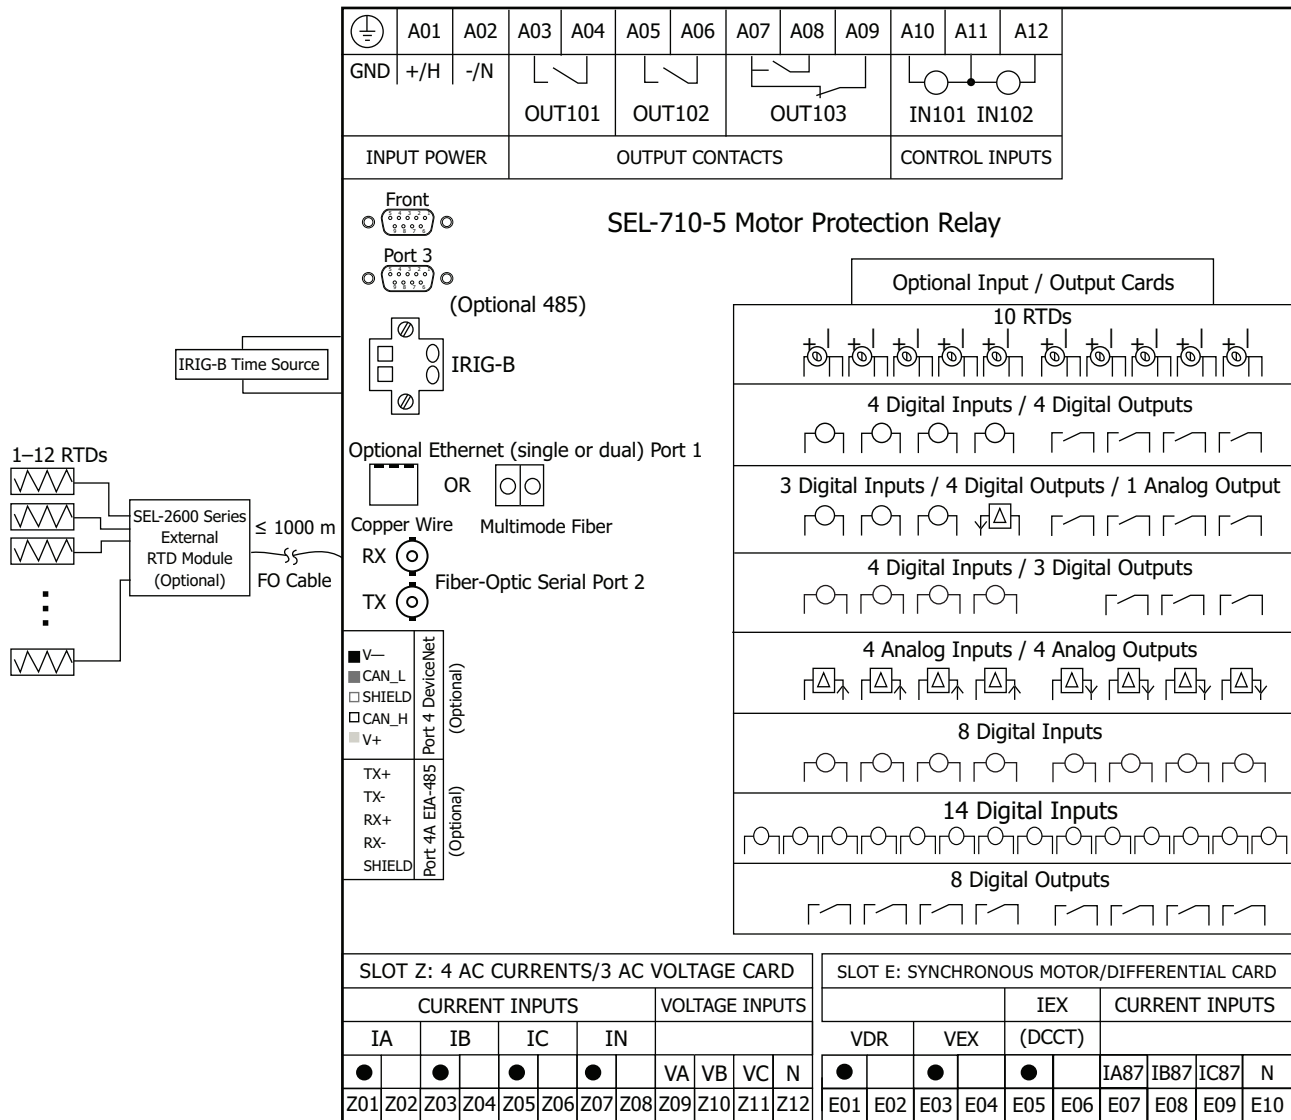 A01 A02 A03 A04 A05 A06 A07 A08 A09 A10 A11 A12
GND +/H -/N
OUT101 OUT102 OUT103 IN101 IN102
INPUT POWER OUTPUT CONTACTS CONTROL INPUTS
Front
SEL-710-5 Motor Protection Relay
Port 3
(Optional 485)
IRIG-B Time Source
IRIG-B
Optional Ethernet (single or dual) Port 1
OR
Copper Wire Multimode Fiber
1–12 RTDs
SEL-2600 Series
External
RTD Module
(Optional)
≤ 1000 m
FO Cable
RX
TX
Fiber-Optic Serial Port 2
V—
CAN_L
SHIELD
CAN_H
V+
Port 4 DeviceNet
(Optional)
TX+
TX-
RX+
RX-
SHIELD
Port 4A EIA-485
(Optional)
Optional Input / Output Cards
10 RTDs
4 Digital Inputs / 4 Digital Outputs
3 Digital Inputs / 4 Digital Outputs / 1 Analog Output
4 Digital Inputs / 3 Digital Outputs
4 Analog Inputs / 4 Analog Outputs
8 Digital Inputs
14 Digital Inputs
8 Digital Outputs
SLOT Z: 4 AC CURRENTS/3 AC VOLTAGE CARD
CURRENT INPUTS VOLTAGE INPUTS
IA IB IC IN
VA VB VC N
Z01 Z02 Z03 Z04 Z05 Z06 Z07 Z08 Z09 Z10 Z11 Z12
SLOT E: SYNCHRONOUS MOTOR/DIFFERENTIAL CARD
IEX CURRENT INPUTS
VDR VEX (DCCT)
IA87 IB87 IC87 N
E01 E02 E03 E04 E05 E06 E07 E08 E09 E10